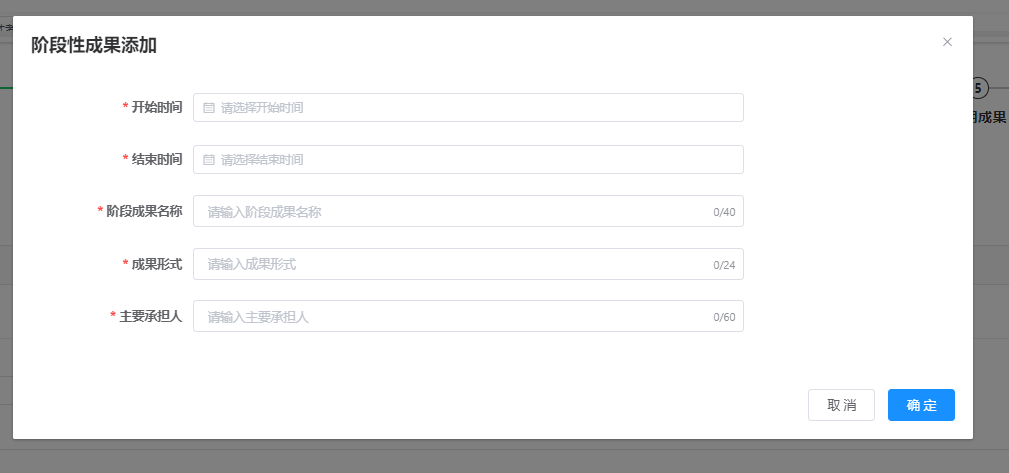 阶段性成果添加
5
* 开始时间 请选择开始时间
成果
* 结束时间 请选择结束时间
* 阶段成果名称 请输入阶段成果名称 0/40
* 成果形式 请输入成果形式 0/24
* 主要承担人 请输入主要承担人 0/60
取消 确定